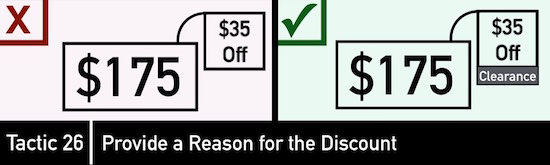 X
$35
Off
$175
$35
Off
Clearance
$175
Tactic 26
Provide a Reason for the Discount